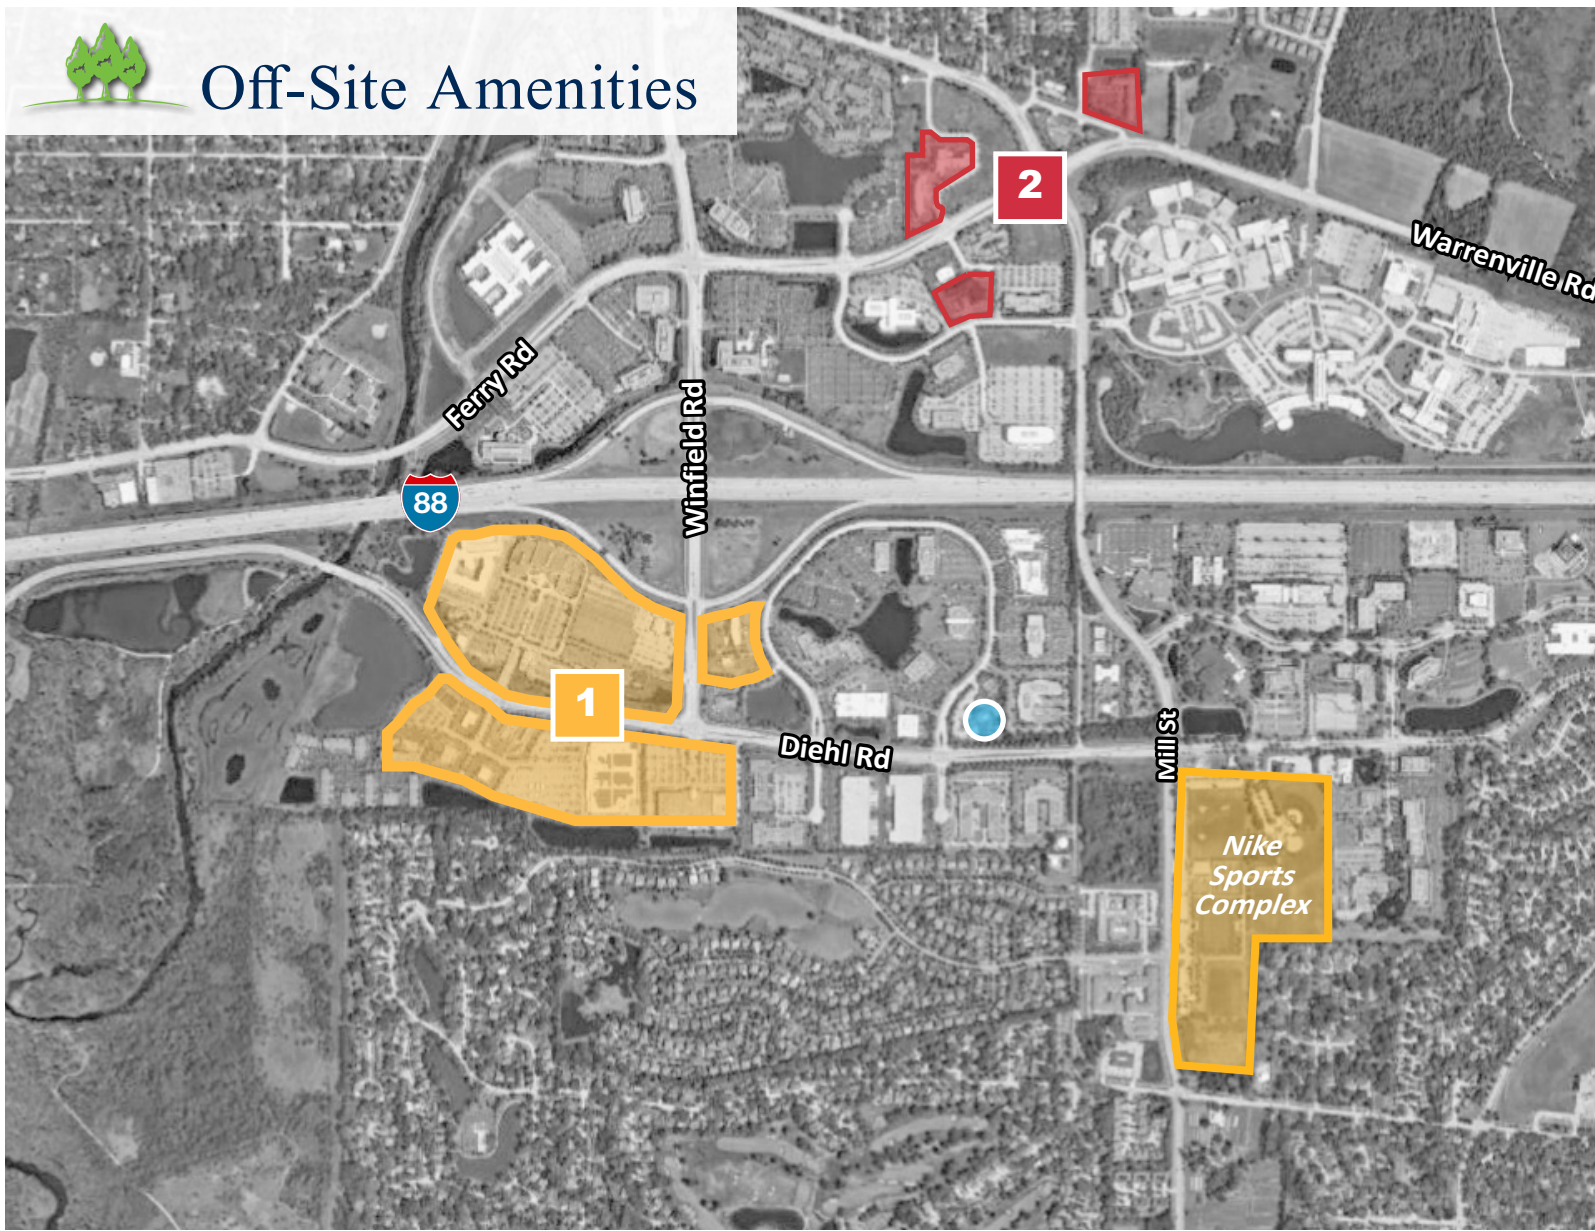 Off-Site Amenities
2
Warrenville Rd
Ferry Rd
Winfield Rd
88
1
Diehl Rd
Mill St
Nike
Sports
Complex